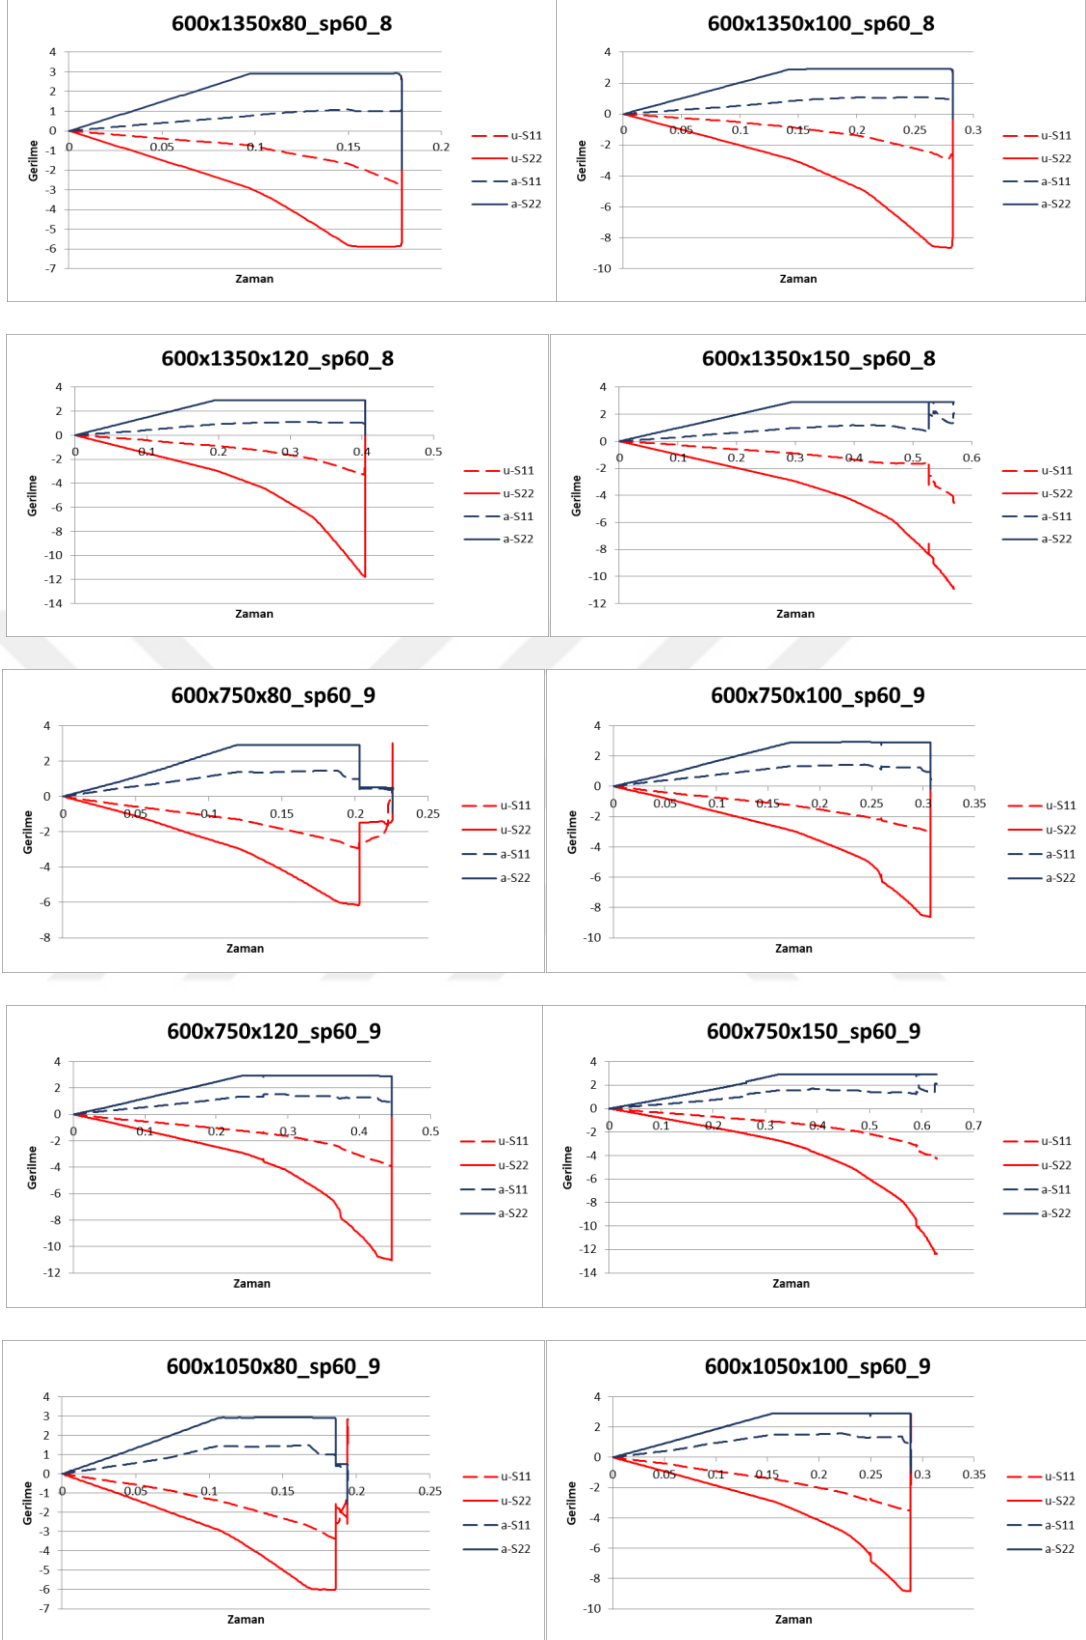 600x1350x80_sp60_8
4
3
2
1
0
-1
-2
-3
-4
-5
-6
-7
0 0.05 0.1 0.15 0.2
Gerilme
Zaman
u-S11
u-S22
a-S11
a-S22
600x1350x100_sp60_8
4
2
0
-2
-4
-6
-8
-10
0 0.05 0.1 0.15 0.2 0.25 0.3
Gerilme
Zaman
u-S11
u-S22
a-S11
a-S22
600x1350x120_sp60_8
4
2
0
-2
-4
-6
-8
-10
-12
-14
0 0.1 0.2 0.3 0.4 0.5
Gerilme
Zaman
u-S11
u-S22
a-S11
a-S22
600x1350x150_sp60_8
4
2
0
-2
-4
-6
-8
-10
-12
0 0.1 0.2 0.3 0.4 0.5 0.6
Gerilme
Zaman
u-S11
u-S22
a-S11
a-S22
600x750x80_sp60_9
4
2
0
-2
-4
-6
-8
0 0.05 0.1 0.15 0.2 0.25
Gerilme
Zaman
u-S11
u-S22
a-S11
a-S22
600x750x100_sp60_9
4
2
0
-2
-4
-6
-8
-10
0 0.05 0.1 0.15 0.2 0.25 0.3 0.35
Gerilme
Zaman
u-S11
u-S22
a-S11
a-S22
600x750x120_sp60_9
4
2
0
-2
-4
-6
-8
-10
-12
0 0.1 0.2 0.3 0.4 0.5
Gerilme
Zaman
u-S11
u-S22
a-S11
a-S22
600x750x150_sp60_9
4
2
0
-2
-4
-6
-8
-10
-12
-14
0 0.1 0.2 0.3 0.4 0.5 0.6 0.7
Gerilme
Zaman
u-S11
u-S22
a-S11
a-S22
600x1050x80_sp60_9
4
3
2
1
0
-1
-2
-3
-4
-5
-6
-7
0 0.05 0.1 0.15 0.2 0.25
Gerilme
Zaman
u-S11
u-S22
a-S11
a-S22
600x1050x100_sp60_9
4
2
0
-2
-4
-6
-8
-10
0 0.05 0.1 0.15 0.2 0.25 0.3 0.35
Gerilme
Zaman
u-S11
u-S22
a-S11
a-S22